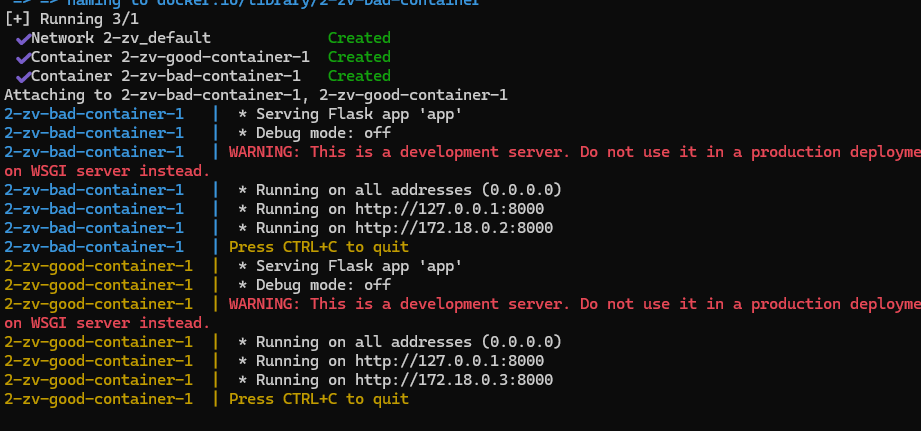 => => naming to docker.io/library/2-zv-bad-container
[+] Running 3/1
✔Network 2-zv_default Created
✔Container 2-zv-good-container-1 Created
✔Container 2-zv-bad-container-1 Created
Attaching to 2-zv-bad-container-1, 2-zv-good-container-1
2-zv-bad-container-1 | * Serving Flask app 'app'
2-zv-bad-container-1 | * Debug mode: off
2-zv-bad-container-1 | WARNING: This is a development server. Do not use it in a production deployme
on WSGI server instead.
2-zv-bad-container-1 | * Running on all addresses (0.0.0.0)
2-zv-bad-container-1 | * Running on http://127.0.0.1:8000
2-zv-bad-container-1 | * Running on http://172.18.0.2:8000
2-zv-bad-container-1 | Press CTRL+C to quit
2-zv-good-container-1 | * Serving Flask app 'app'
2-zv-good-container-1 | * Debug mode: off
2-zv-good-container-1 | WARNING: This is a development server. Do not use it in a production deployme
on WSGI server instead.
2-zv-good-container-1 | * Running on all addresses (0.0.0.0)
2-zv-good-container-1 | * Running on http://127.0.0.1:8000
2-zv-good-container-1 | * Running on http://172.18.0.3:8000
2-zv-good-container-1 | Press CTRL+C to quit